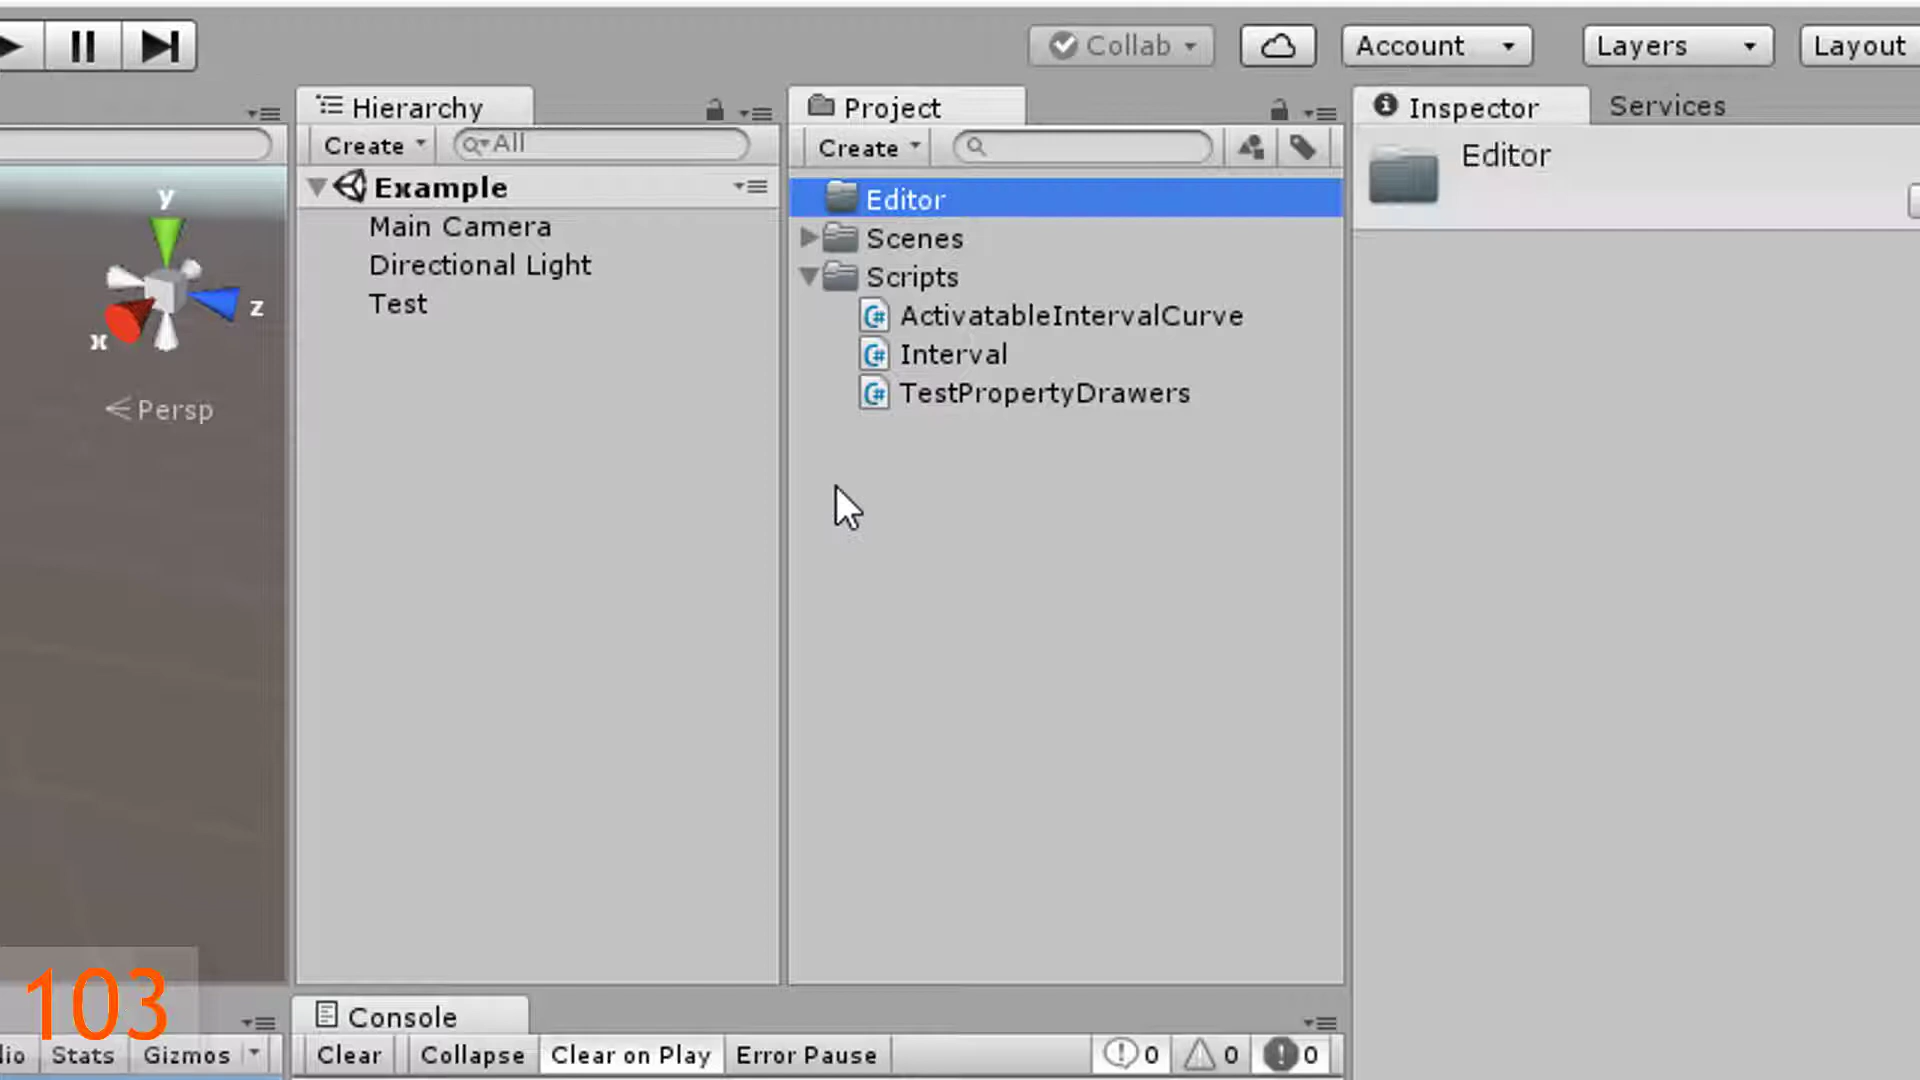 Collab
Account
Layers
Layout
Hierarchy
Create
All
Example
Main Camera
Directional Light
Test
Project
Create
Editor
Scenes
Scripts
ActivatableIntervalCurve
Interval
TestPropertyDrawers
Inspector
Services
Editor
y
z
x
Persp
103
lio
Stats
Gizmos
Console
Clear
Collapse
Clear on Play
Error Pause
0
0
0